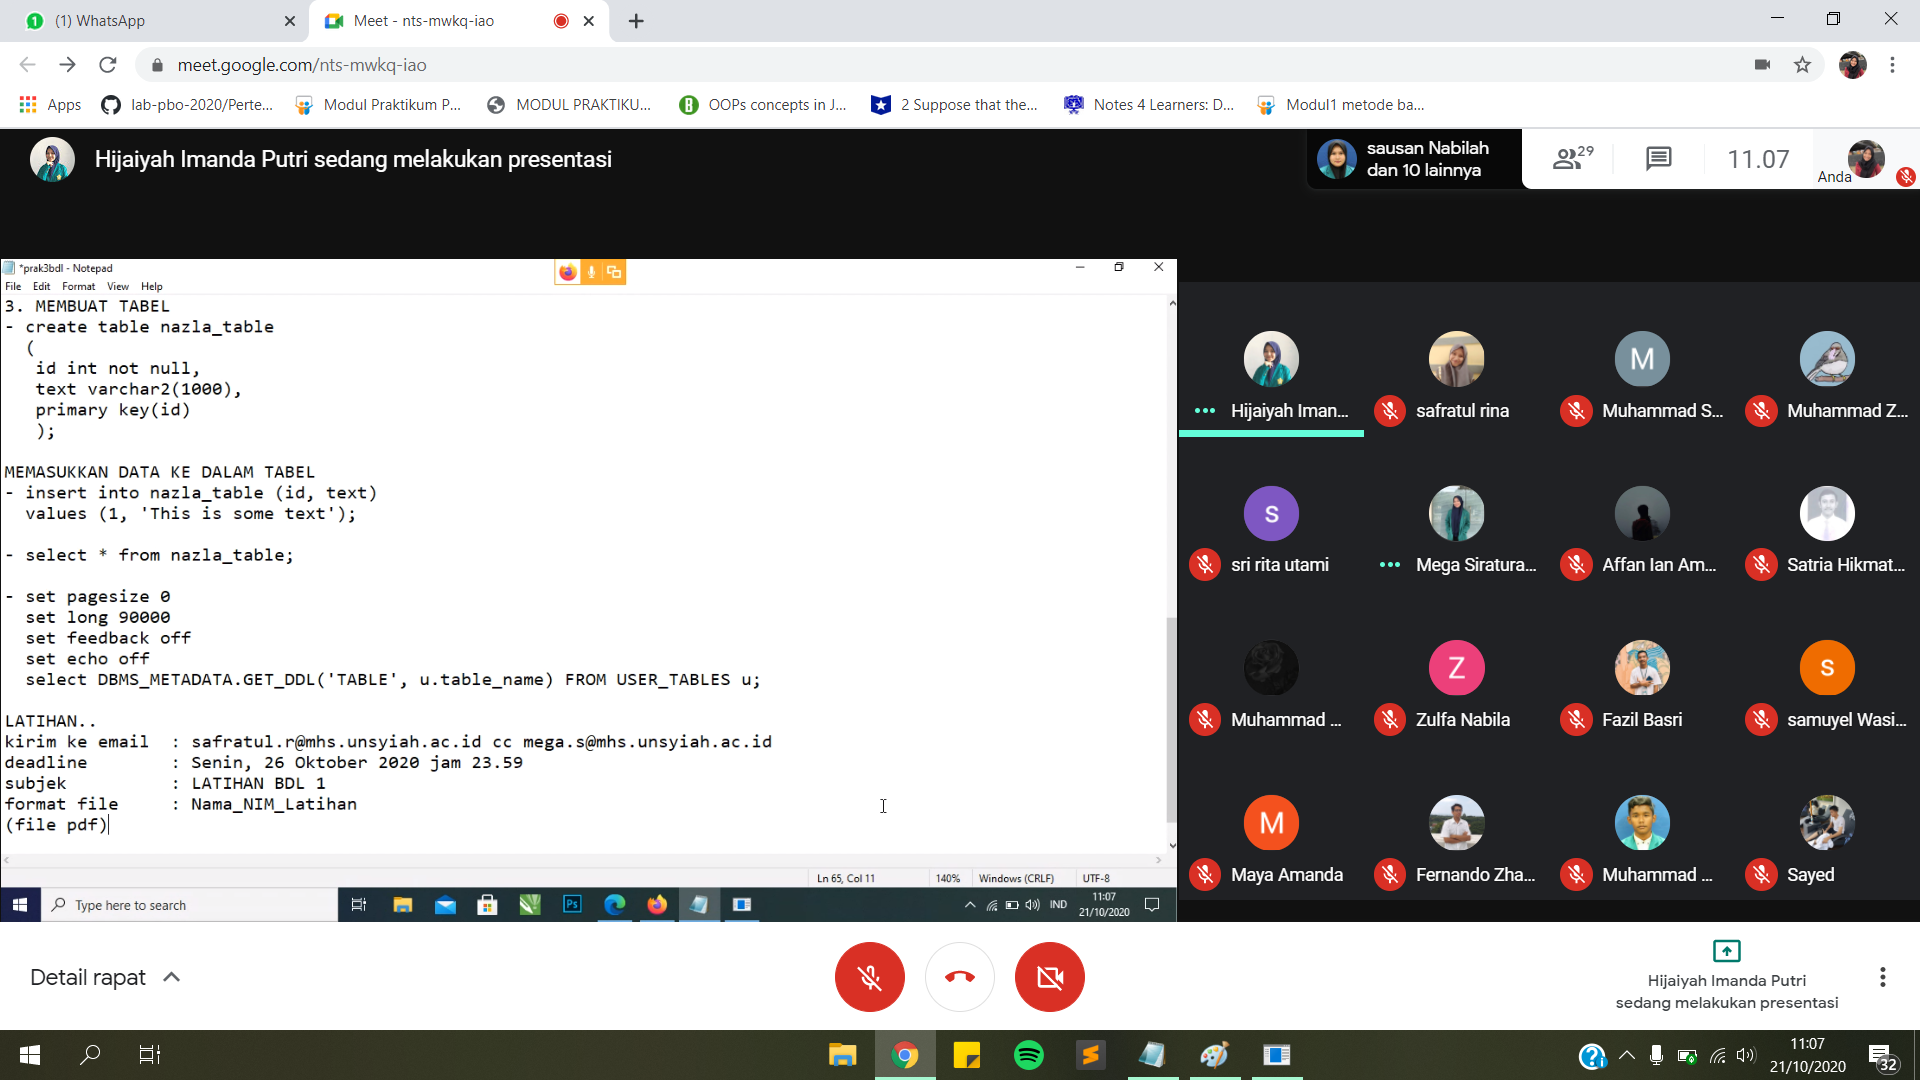 (1) WhatsApp
Meet - nts-mwkq-iao
meet.google.com/nts-mwkq-iao
Apps
lab-pbo-2020/Perte...
Modul Praktikum P...
MODUL PRAKTIKU...
OOPs concepts in J...
2 Suppose that the...
Notes 4 Learners: D...
Modul1 metode ba...
Hijaiyah Imanda Putri sedang melakukan presentasi
sausan Nabilah
dan 10 lainnya
29
11.07
Anda
*prak3bdl - Notepad
File Edit Format View Help
3. MEMBUAT TABEL
- create table nazla_table
(
id int not null,
text varchar2(1000),
primary key(id)
);
MEMASUKKAN DATA KE DALAM TABEL
- insert into nazla_table (id, text)
values (1, 'This is some text');
- select * from nazla_table;
- set pagesize 0
set long 90000
set feedback off
set echo off
select DBMS_METADATA.GET_DDL('TABLE', u.table_name) FROM USER_TABLES u;
LATIHAN..
kirim ke email : safratul.r@mhs.unsyiah.ac.id cc mega.s@mhs.unsyiah.ac.id
deadline : Senin, 26 Oktober 2020 jam 23.59
subjek : LATIHAN BDL 1
format file : Nama_NIM_Latihan
(file pdf)
Ln 65, Col 11
140%
Windows (CRLF)
UTF-8
Type here to search
Ps
IND
11:07
21/10/2020
Hijaiyah Iman...
safratul rina
M
Muhammad S...
Muhammad Z...
s
sri rita utami
Mega Siratura...
Affan Ian Am...
Satria Hikmat...
Muhammad ...
Z
Zulfa Nabila
Fazil Basri
s
samuyel Wasi...
M
Maya Amanda
Fernando Zha...
Muhammad ...
Sayed
Detail rapat
Hijaiyah Imanda Putri
sedang melakukan presentasi
11:07
21/10/2020
32